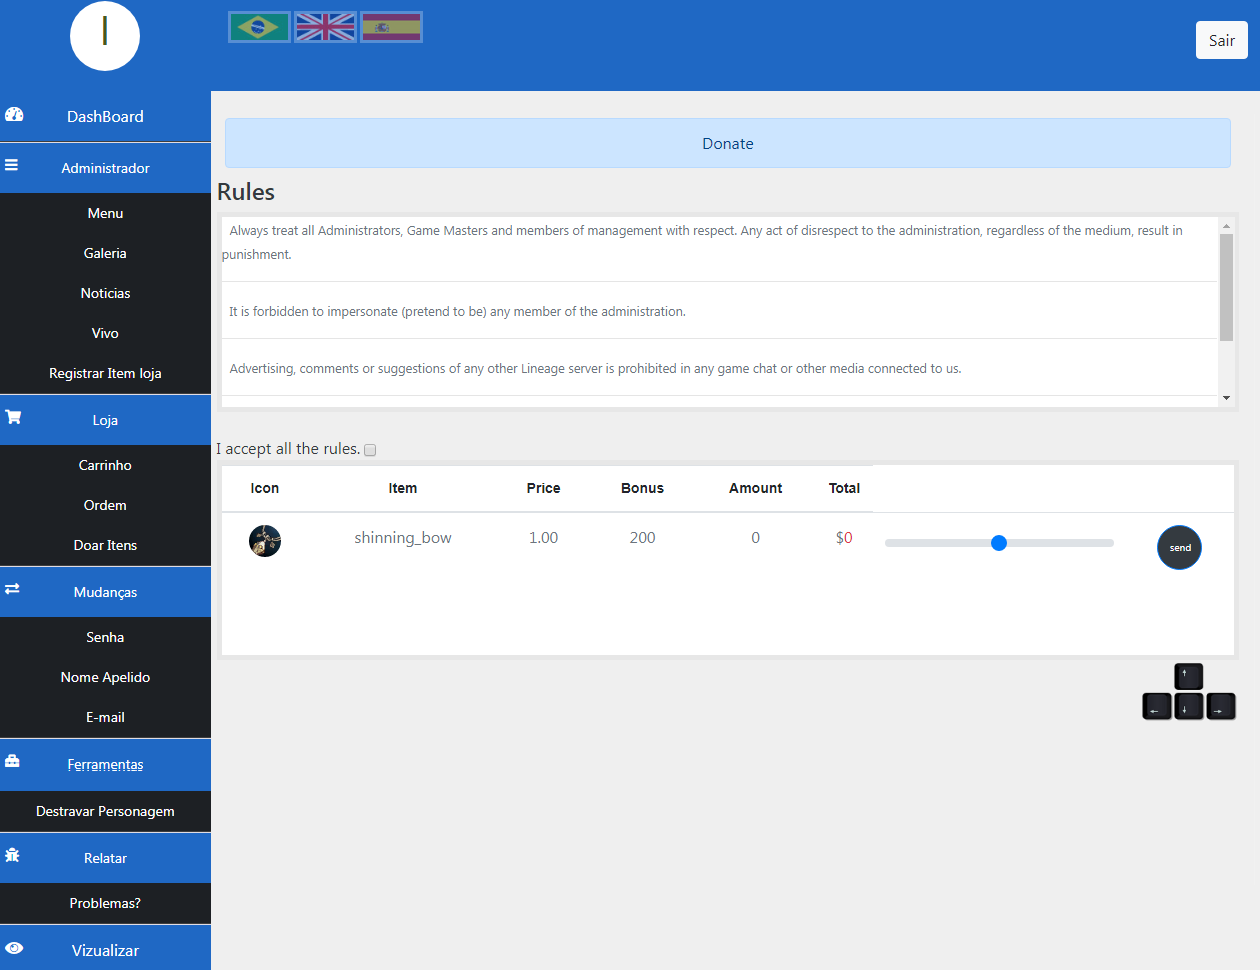 |
Sair
DashBoard
Administrador
Menu
Galeria
Noticias
Vivo
Registrar Item loja
Loja
Carrinho
Ordem
Doar Itens
Mudanças
Senha
Nome Apelido
E-mail
Ferramentas
Destravar Personagem
Relatar
Problemas?
Vizualizar
Donate
Rules
Always treat all Administrators, Game Masters and members of management with respect. Any act of disrespect to the administration, regardless of the medium, result in
punishment.
It is forbidden to impersonate (pretend to be) any member of the administration.
Advertising, comments or suggestions of any other Lineage server is prohibited in any game chat or other media connected to us.
I accept all the rules.
Icon Item Price Bonus Amount Total
shinning_bow 1.00 200 0 $0 send
↑
← ↓ →